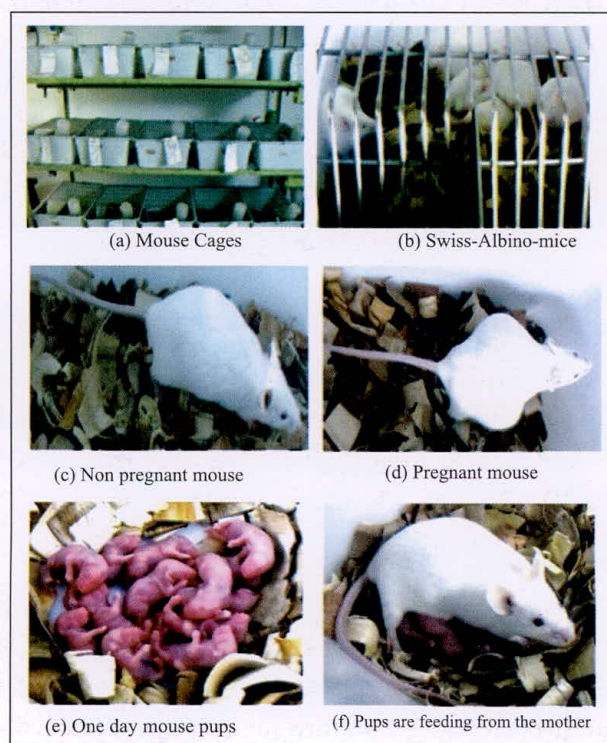 (a) Mouse Cages
(b) Swiss-Albino-mice
(c) Non pregnant mouse
(d) Pregnant mouse
(e) One day mouse pups
(f) Pups are feeding from the mother